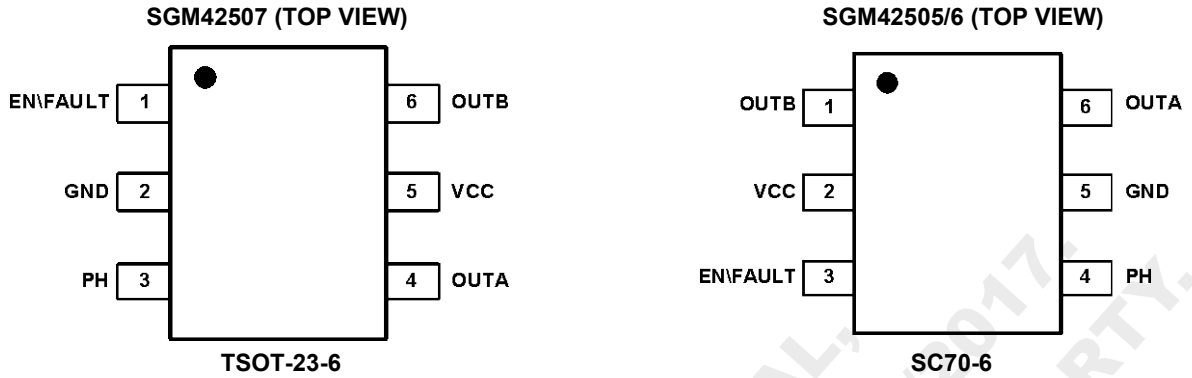 SGM42507 (TOP VIEW)
EN\FAULT 1
GND 2
PH 3
6 OUTB
5 VCC
4 OUTA
TSOT-23-6
SGM42505/6 (TOP VIEW)
OUTB 1
VCC 2
EN\FAULT 3
6 OUTA
5 GND
4 PH
SC70-6